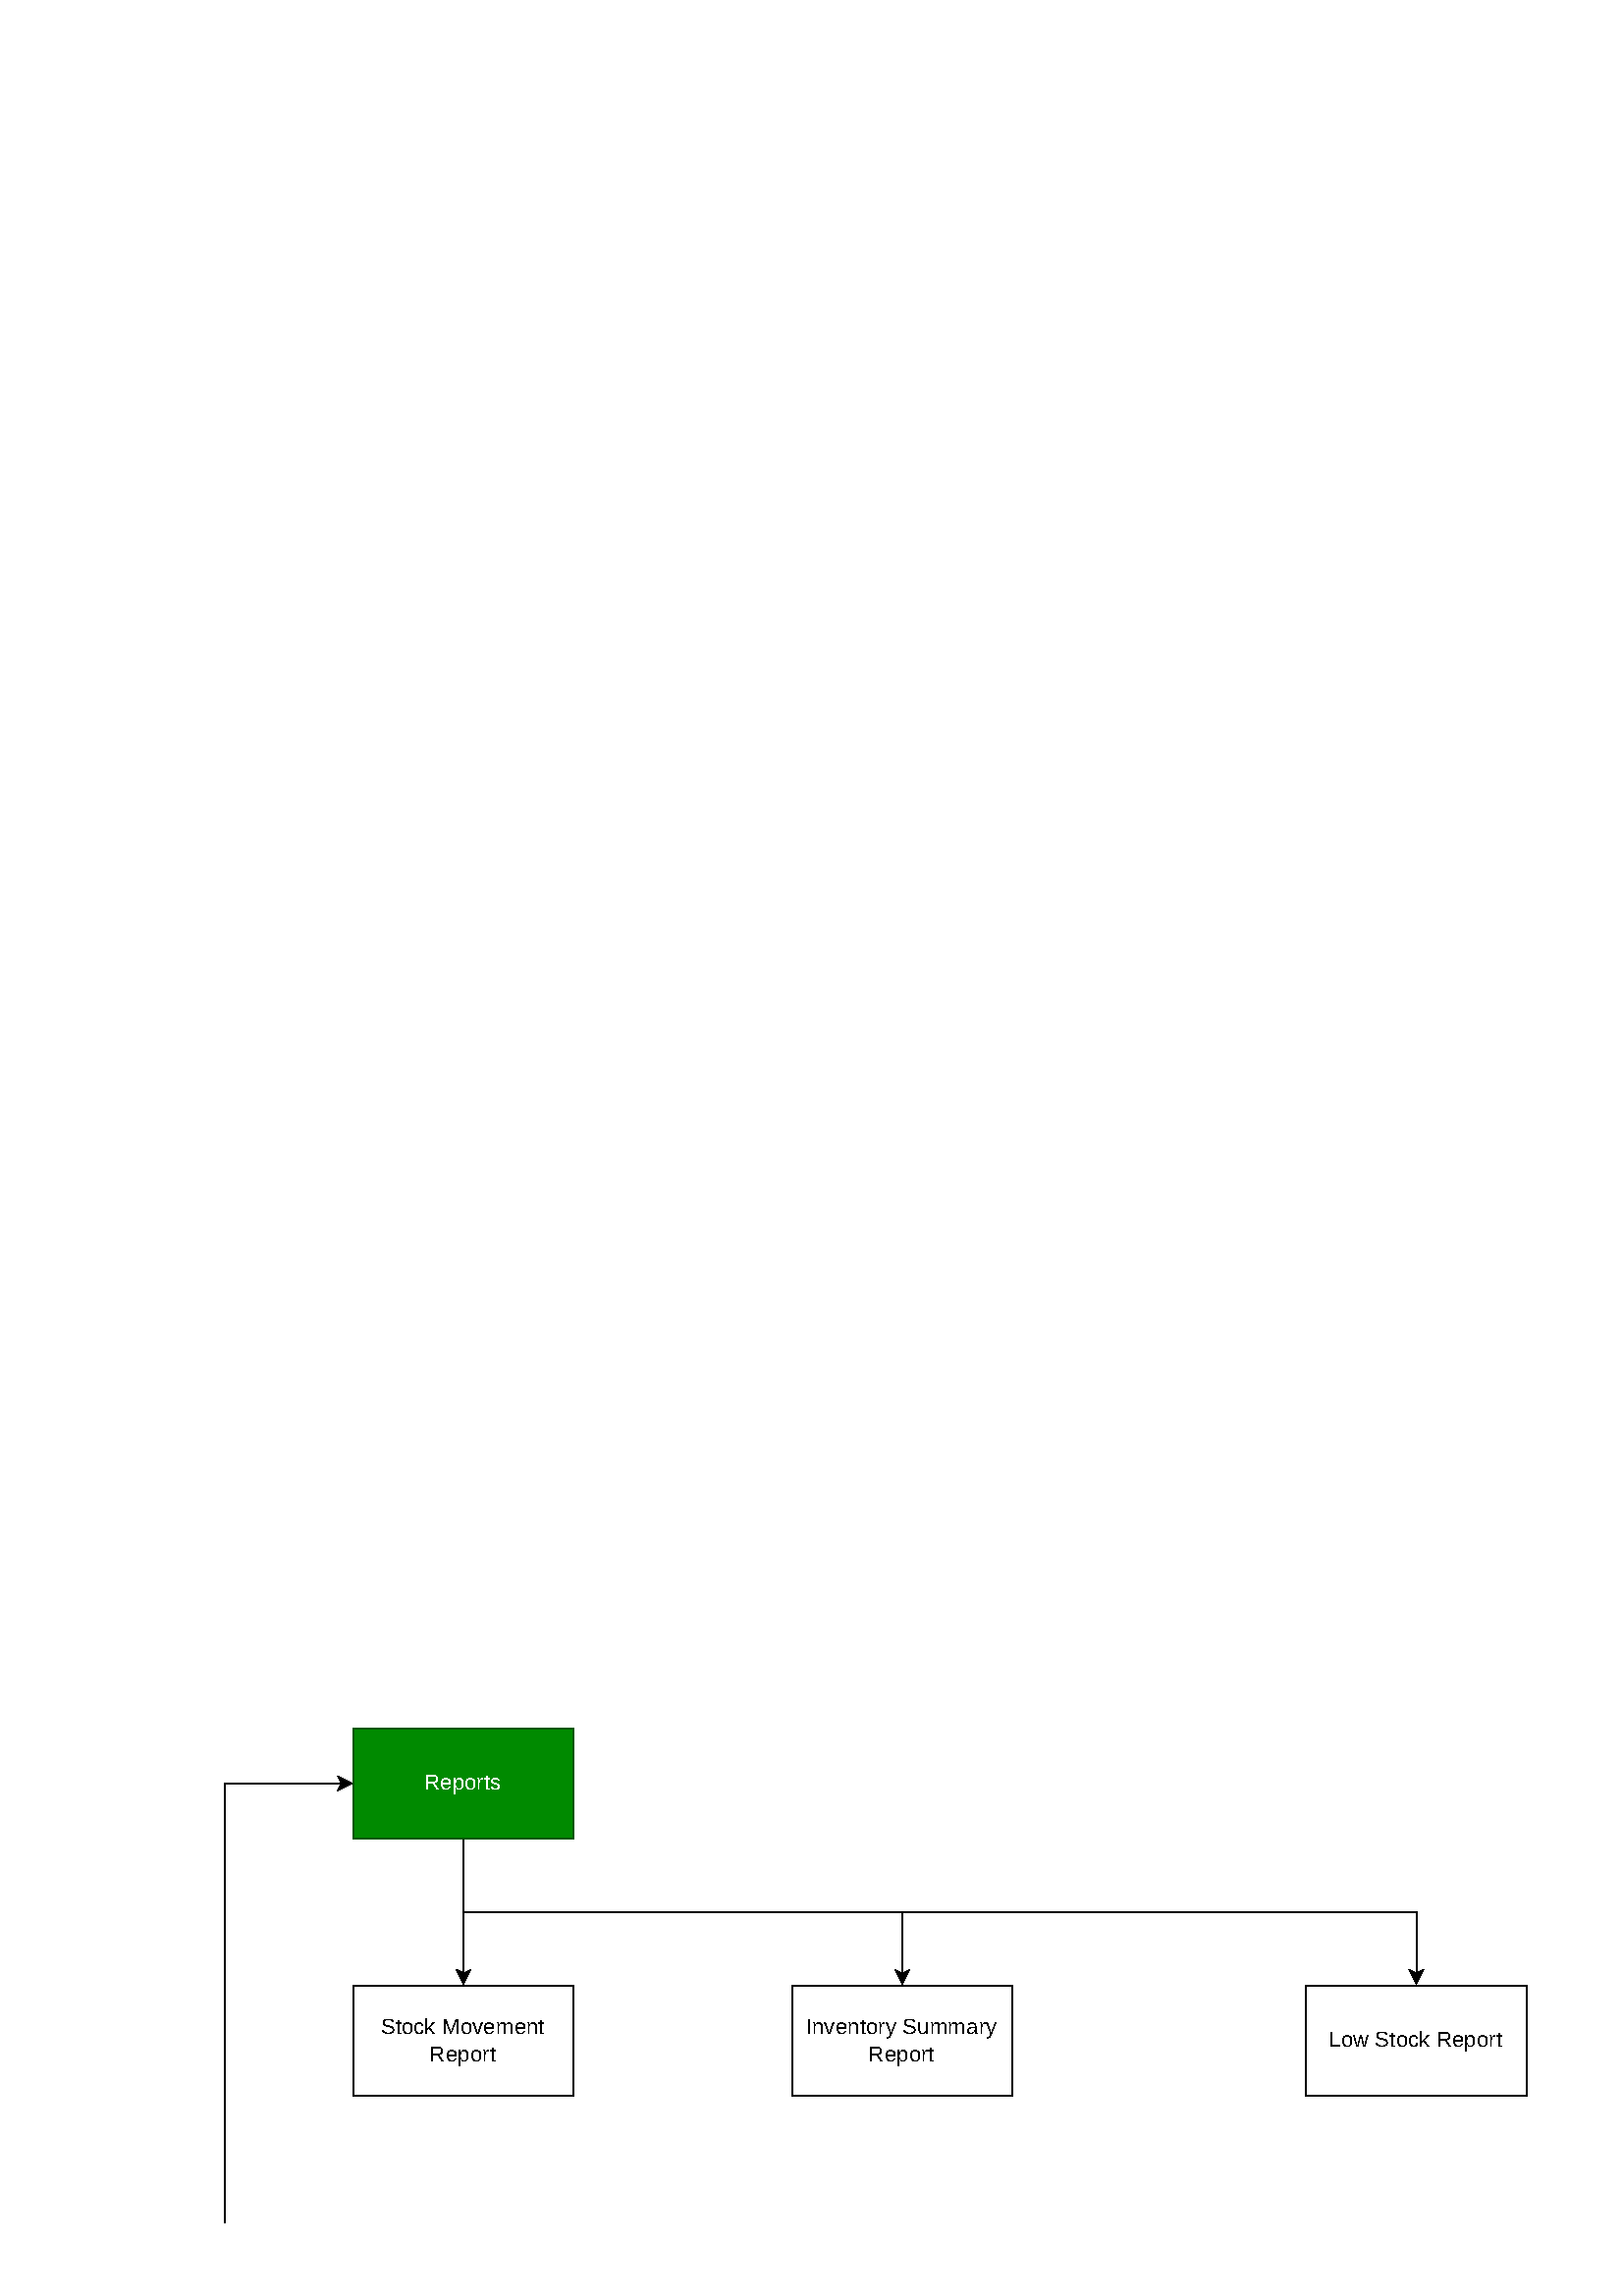 Reports
Stock Movement
Report
Inventory Summary
Report
Low Stock Report